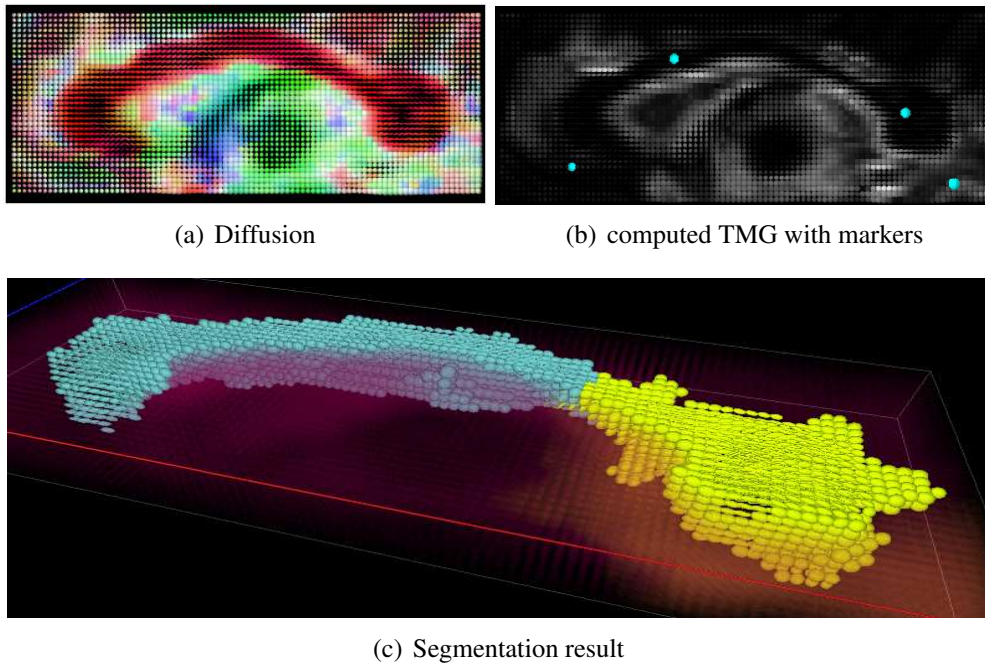 (a) Diffusion
(b) computed TMG with markers
(c) Segmentation result